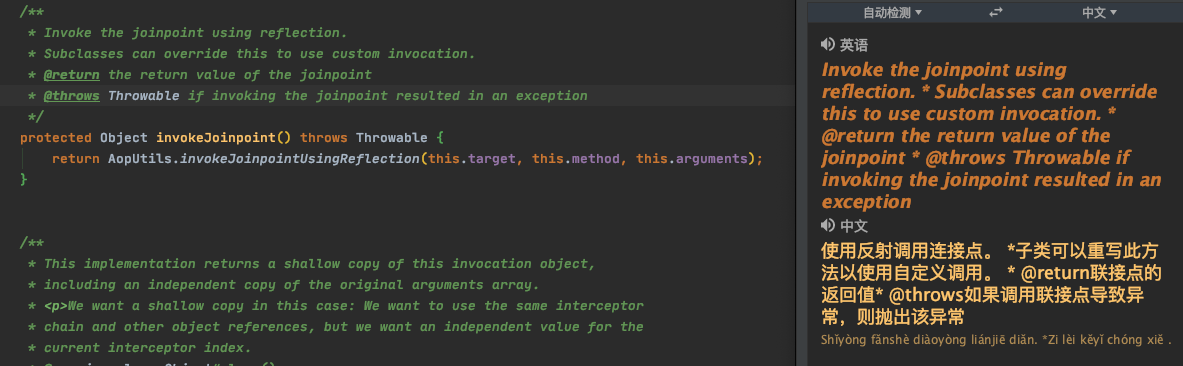 /**
* Invoke the joinpoint using reflection.
* Subclasses can override this to use custom invocation.
* @return the return value of the joinpoint
* @throws Throwable if invoking the joinpoint resulted in an exception
*/
protected Object invokeJoinpoint() throws Throwable {
return AopUtils.invokeJoinpointUsingReflection(this.target, this.method, this.arguments);
}
/**
* This implementation returns a shallow copy of this invocation object,
* including an independent copy of the original arguments array.
* <p>We want a shallow copy in this case: We want to use the same interceptor
* chain and other object references, but we want an independent value for the
* current interceptor index.
自动检测 中文
英语
Invoke the joinpoint using
reflection. * Subclasses can override
this to use custom invocation. *
@return the return value of the
joinpoint * @throws Throwable if
invoking the joinpoint resulted in an
exception
中文
使用反射调用连接点。 *子类可以重写此方
法以使用自定义调用。 * @return联接点的
返回值* @throws如果调用联接点导致异
常，则抛出该异常
Shǐyòng fǎnshè diàoyòng liánjiē diǎn. *Zi lèi kěyǐ chóng xiě .